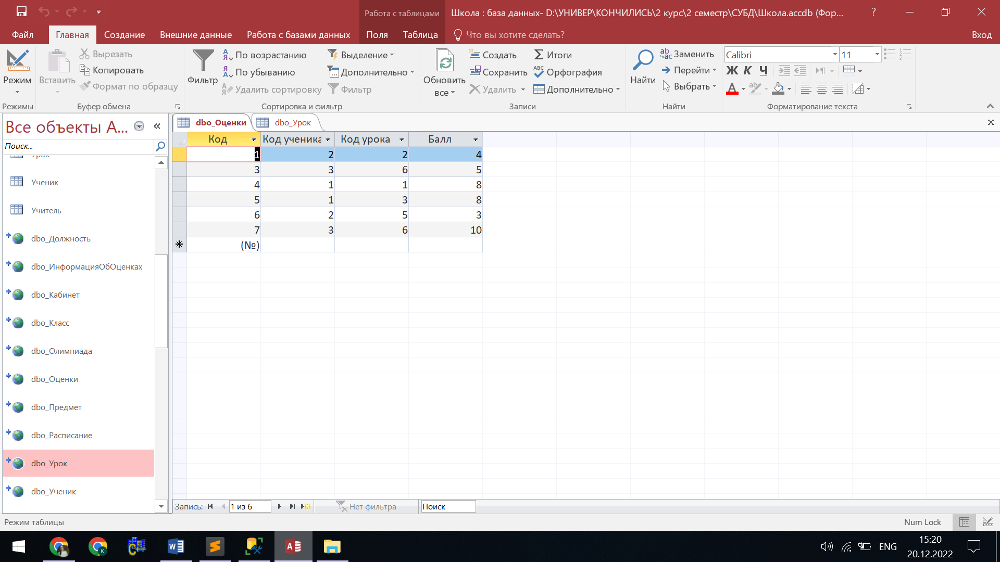 Работа с таблицами
Школа : база данных- D:\УНИВЕР\КОНЧИЛИСЬ\2 курс\2 семестр\СУБД\Школа.accdb (Фор...
?
Файл Главная Создание Внешние данные Работа с базами данных Поля Таблица Что вы хотите сделать? Вход
Режим
Режимы
Вставить
Вырезать
Копировать
Формат по образцу
Буфер обмена
Фильтр
По возрастанию
По убыванию
Удалить сортировку
Выделение
Дополнительно
Фильтр
Сортировка и фильтр
Обновить
все
Создать
Сохранить
Удалить
Итоги
Орфография
Дополнительно
Записи
Найти
Заменить
Перейти
Выбрать
Найти
Calibri 11
Ж К Ч
Форматирование текста
Все объекты A...
Поиск...
Урок
Ученик
Учитель
dbo_Должность
dbo_ИнформацияОбОценках
dbo_Кабинет
dbo_Класс
dbo_Олимпиада
dbo_Оценки
dbo_Предмет
dbo_Расписание
dbo_Урок
dbo_Ученик
dbo_Оценки dbo_Урок
Код Код ученика Код урока Балл
1 2 2 4
3 3 6 5
4 1 1 8
5 1 3 8
6 2 5 3
7 3 6 10
(№)
Запись: 1 из 6 Нет фильтра Поиск
Режим таблицы
Num Lock
ENG
15:20
20.12.2022